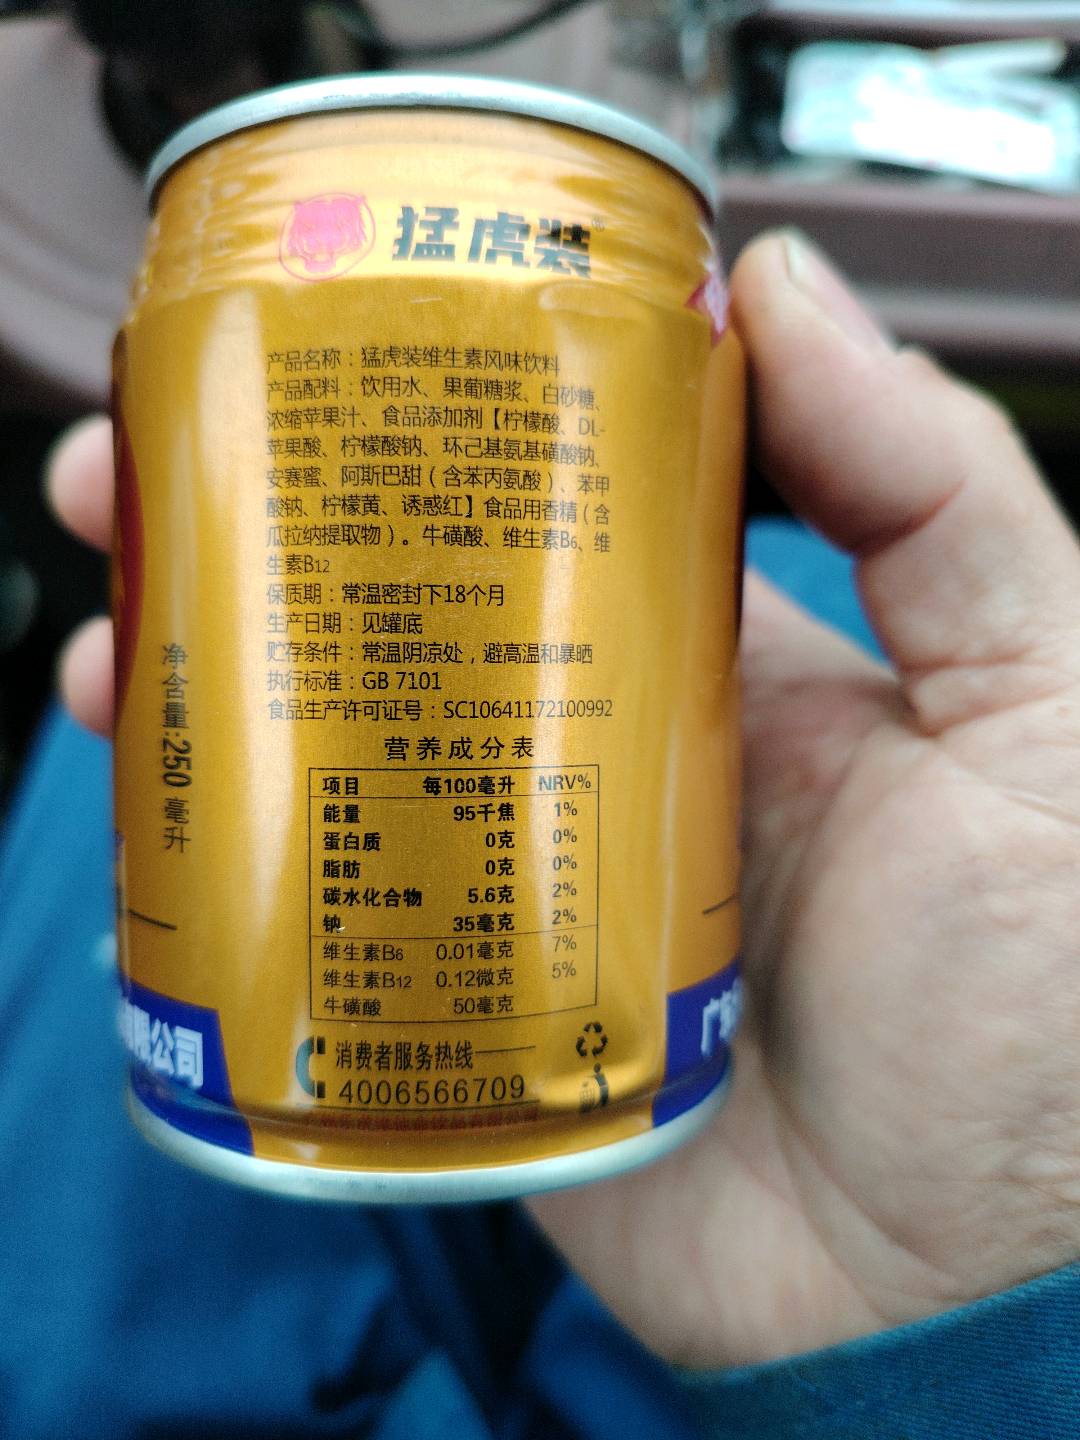 猛虎装®
产品名称：猛虎装维生素风味饮料
产品配料：饮用水、果葡糖浆、白砂糖、
浓缩苹果汁、食品添加剂【柠檬酸、DL-
苹果酸、柠檬酸钠、环己基氨基磺酸钠、
安赛蜜、阿斯巴甜（含苯丙氨酸）、苯甲
酸钠、柠檬黄、诱惑红】食品用香精（含
瓜拉纳提取物）。牛磺酸、维生素B6、维
生素B12
保质期：常温密封下18个月
生产日期：见罐底
贮存条件：常温阴凉处，避高温和暴晒
执行标准：GB 7101
食品生产许可证号：SC10641172100992
净含量:250毫升
营养成分表
项目 每100毫升 NRV%
能量 95千焦 1%
蛋白质 0克 0%
脂肪 0克 0%
碳水化合物 5.6克 2%
钠 35毫克 2%
维生素B6 0.01毫克 7%
维生素B12 0.12微克 5%
牛磺酸 50毫克
消费者服务热线
4006566709
限公司
广